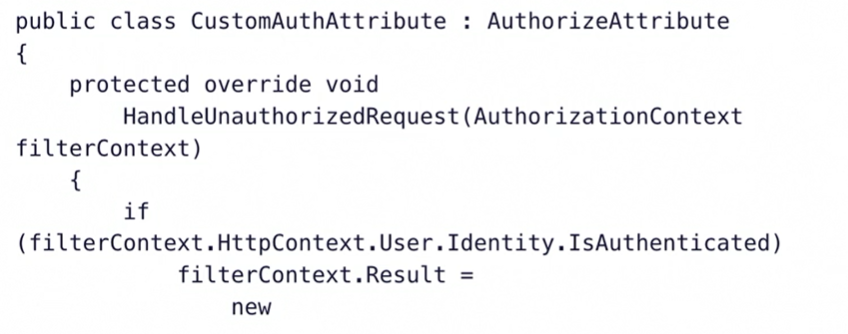 public class CustomAuthAttribute : AuthorizeAttribute
{
    protected override void
        HandleUnauthorizedRequest(AuthorizationContext
filterContext)
    {
        if
(filterContext.HttpContext.User.Identity.IsAuthenticated)
            filterContext.Result =
                new